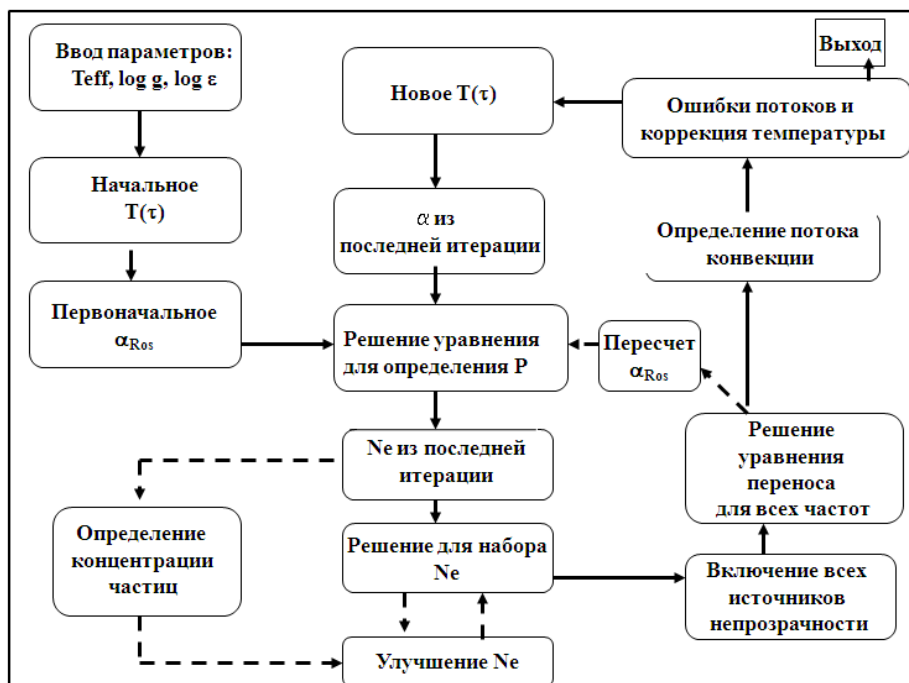 Ввод параметров:
Teff, log g, log ε
Начальное
T(τ)
Первоначальное
αRos
Новое T(τ)
α из
последней итерации
Решение уравнения
для определения P
Ne из последней
итерации
Решение для набора
Ne
Улучшение Ne
Определение
концентрации
частиц
Пересчет
αRos
Выход
Ошибки потоков и
коррекция температуры
Определение потока
конвекции
Решение
уравнения
переноса
для всех частот
Включение всех
источников
непрозрачности